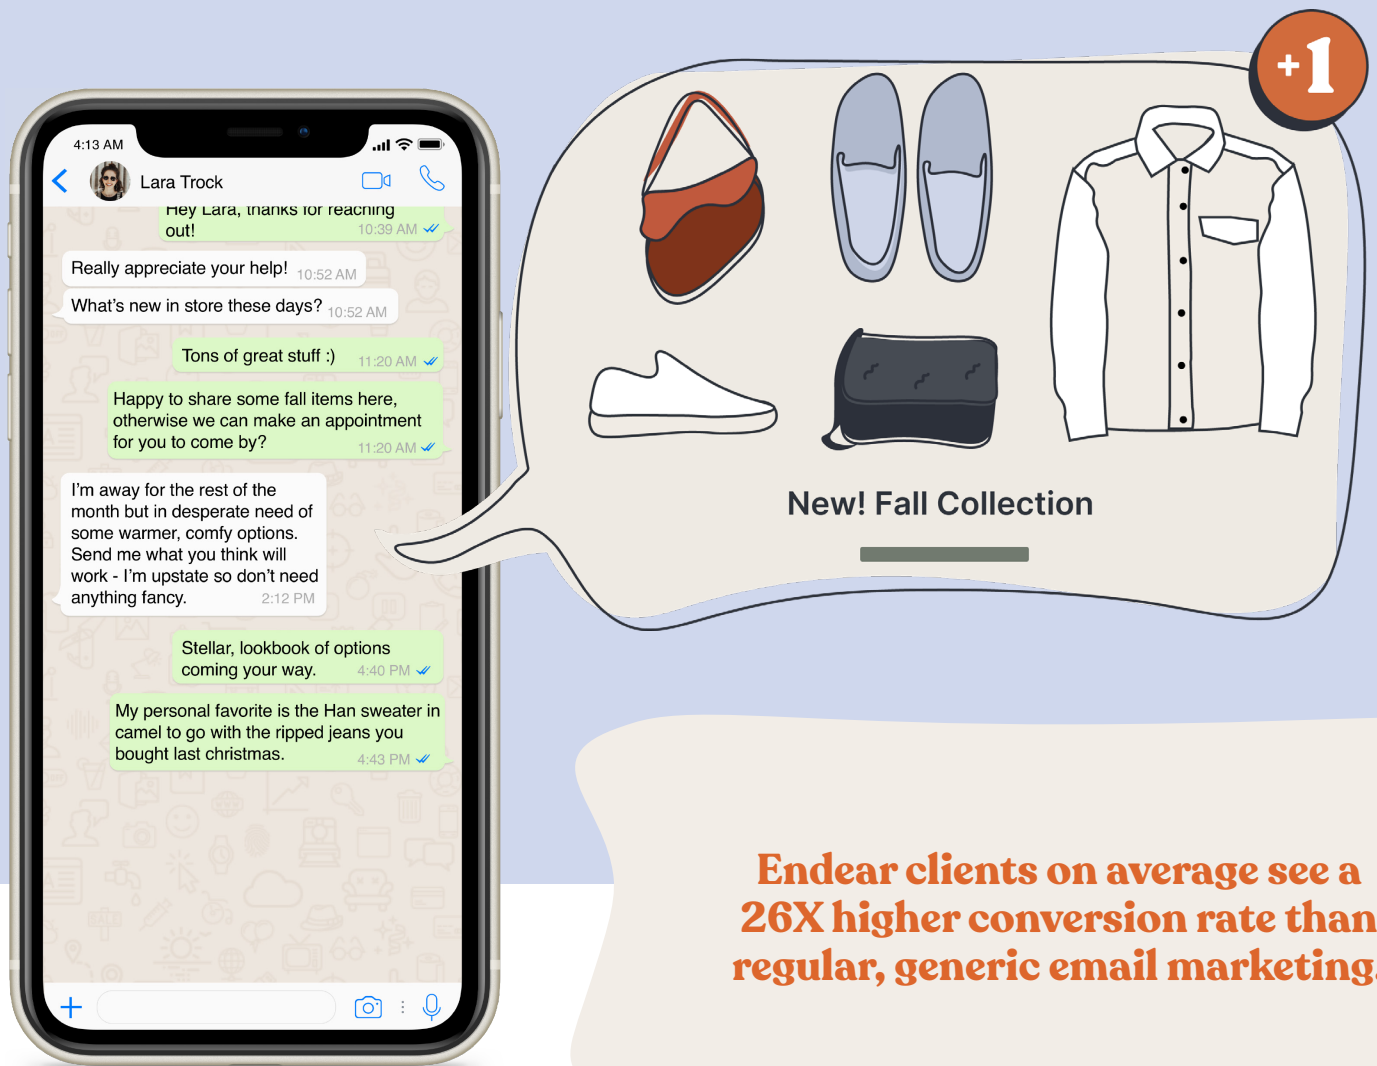 4:13 AM
Lara Trock
Hey Lara, thanks for reaching
out! 10:39 AM
Really appreciate your help! 10:52 AM
What's new in store these days? 10:52 AM
Tons of great stuff :) 11:20 AM
Happy to share some fall items here,
otherwise we can make an appointment
for you to come by? 11:20 AM
I'm away for the rest of the
month but in desperate need of
some warmer, comfy options.
Send me what you think will
work - I'm upstate so don't need
anything fancy. 2:12 PM
Stellar, lookbook of options
coming your way. 4:40 PM
My personal favorite is the Han sweater in
camel to go with the ripped jeans you
bought last christmas. 4:43 PM
+1
New! Fall Collection
Endear clients on average see a
26X higher conversion rate than
regular, generic email marketing.